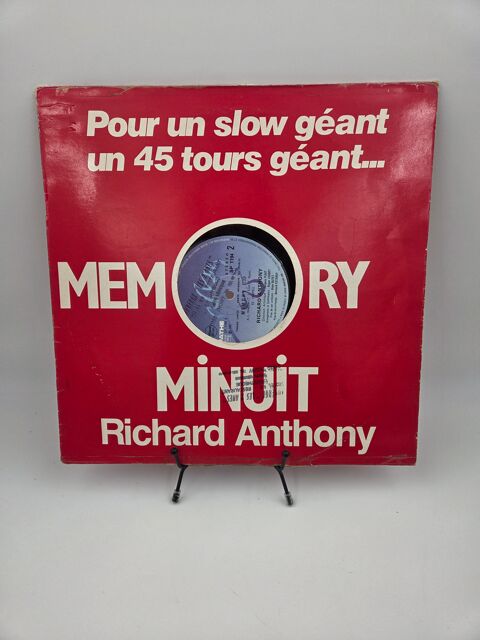 Pour un slow géant
un 45 tours géant...
MEM RY
RICHARD ANTHONY
MiNUiT
Richard Anthony